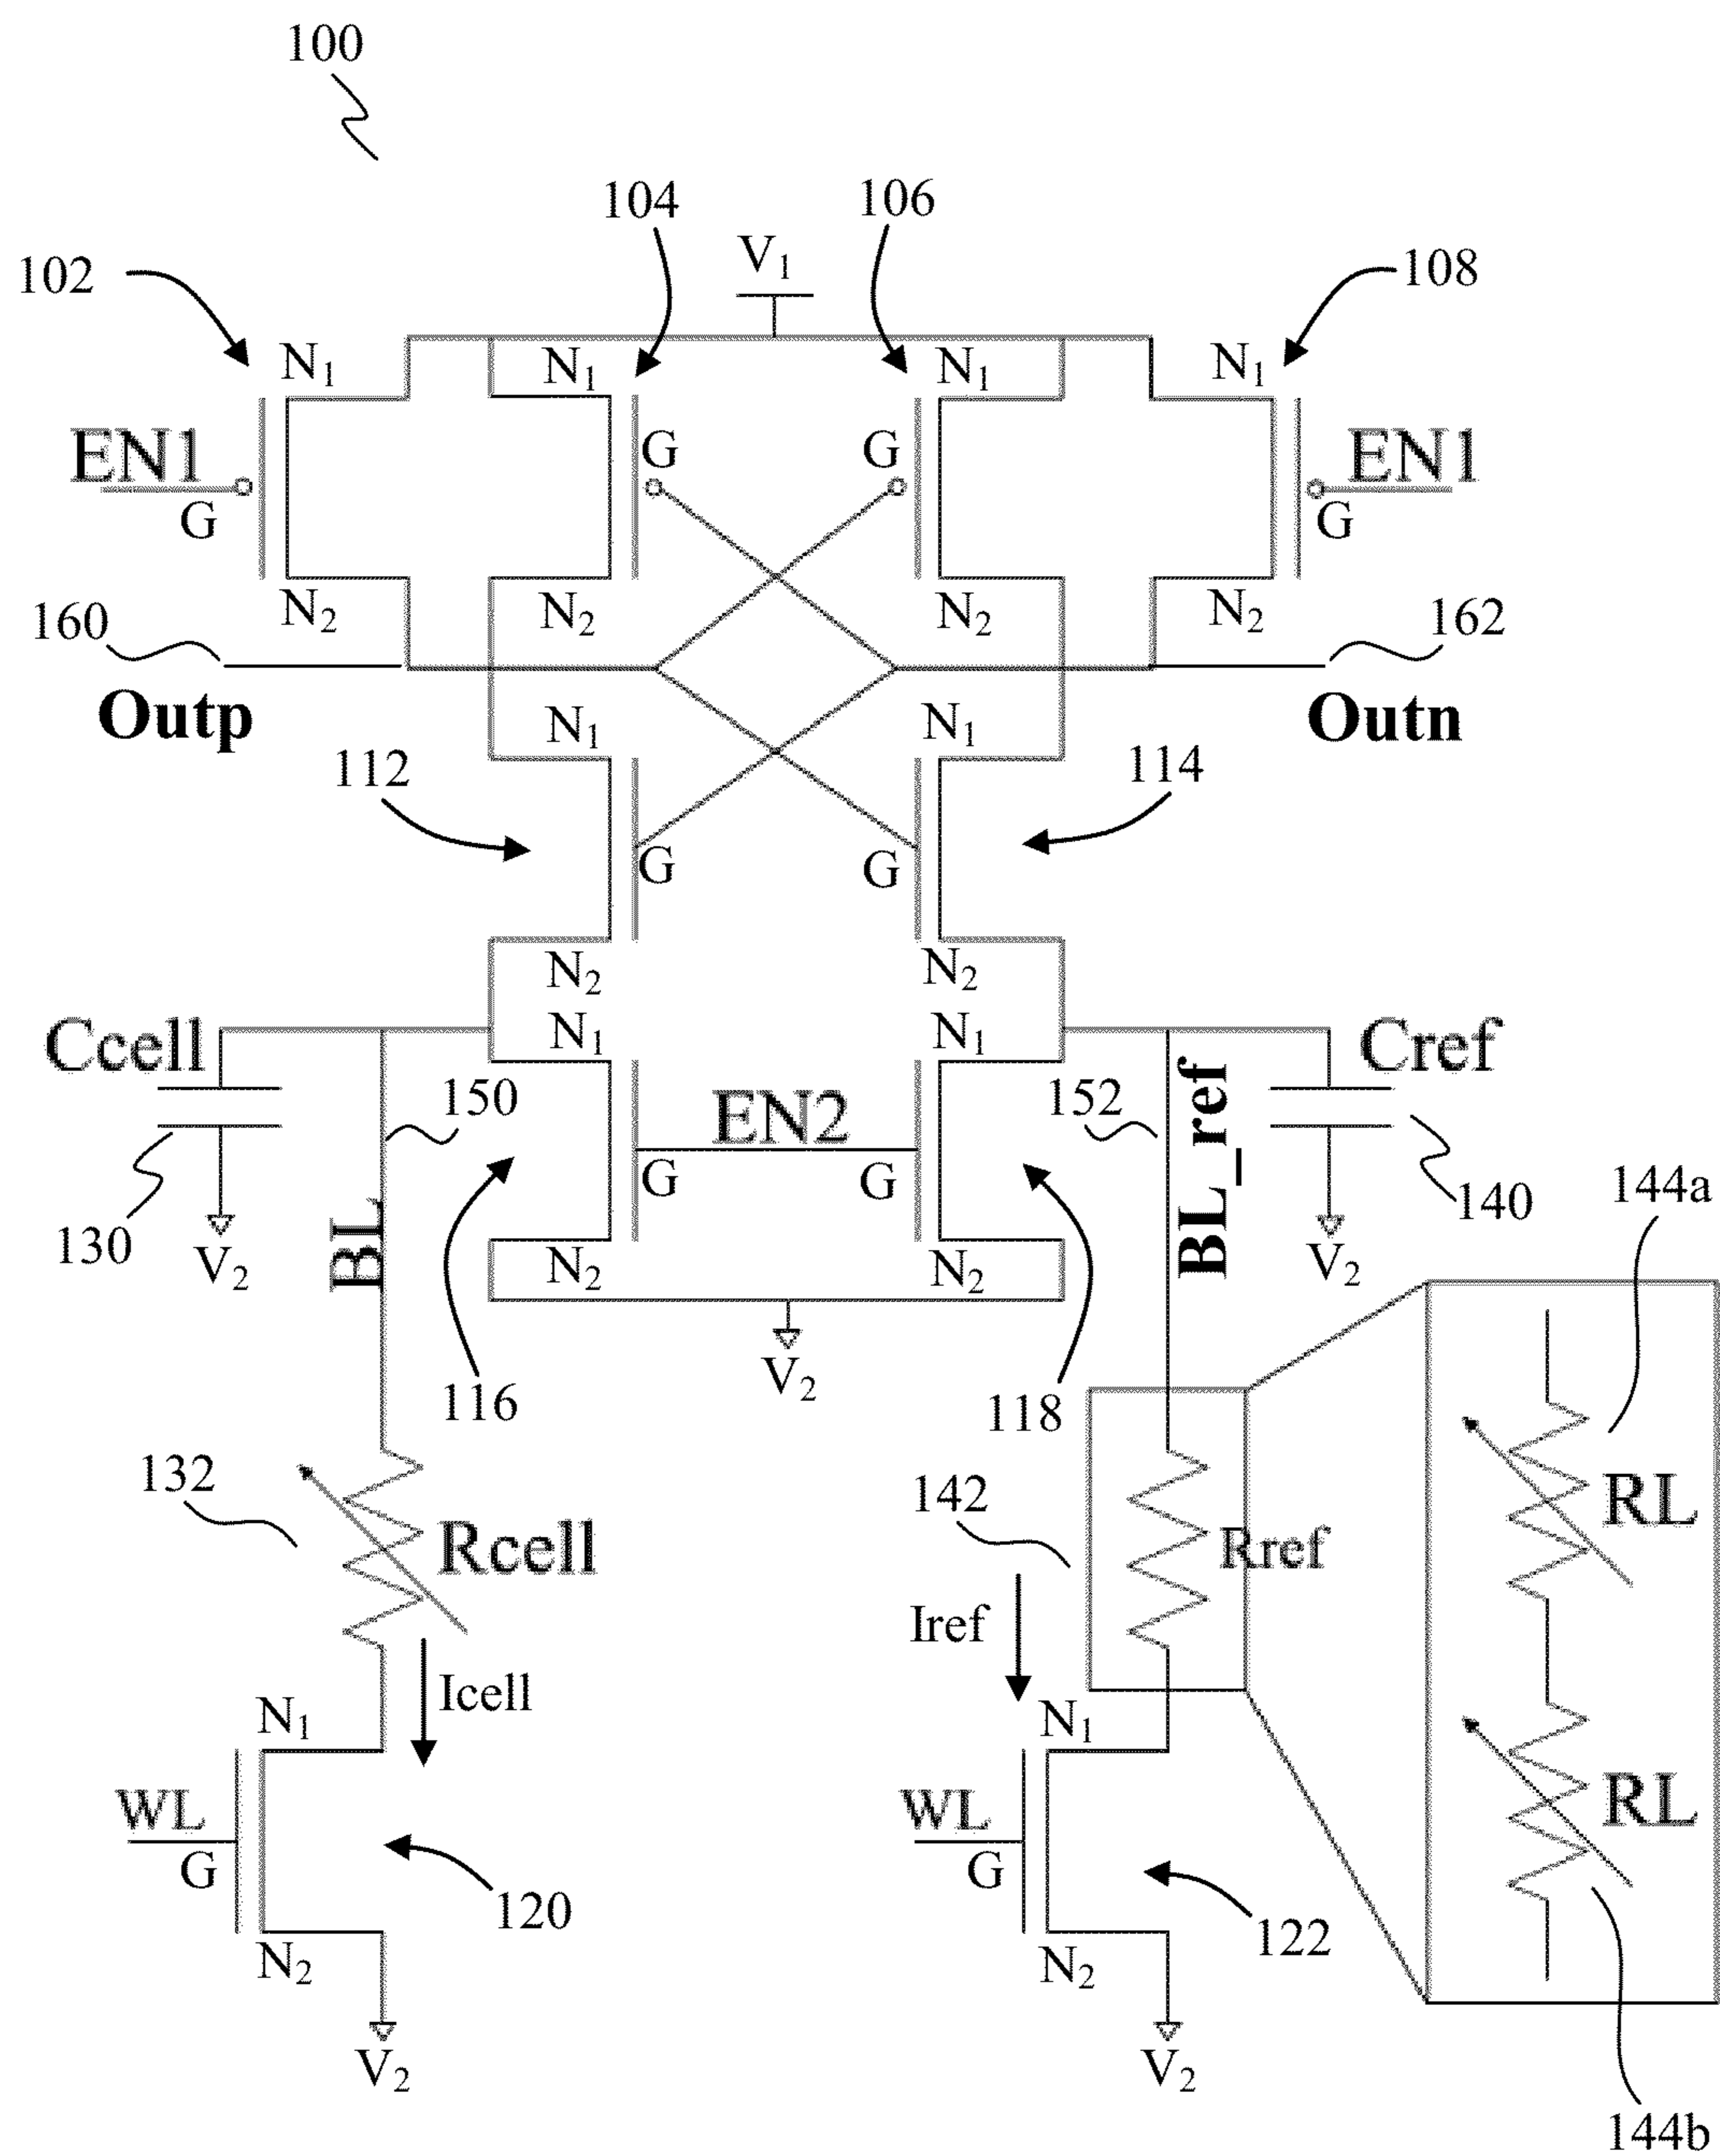 100
104
106
V1
102
108
N1
N1
N1
N1
EN1
G
G
G
EN1
G
N2
N2
N2
N2
160
162
Outp
Outn
N1
N1
112
114
G
G
N2
N2
Ccell
N1
N1
Cref
150
EN2
152
BL_ref
130
V2
BL
G
G
140
V2
144a
N2
N2
V2
116
118
132
Rcell
142
Rref
RL
Iref
Icell
N1
N1
WL
G
WL
G
RL
120
122
N2
N2
V2
V2
144b